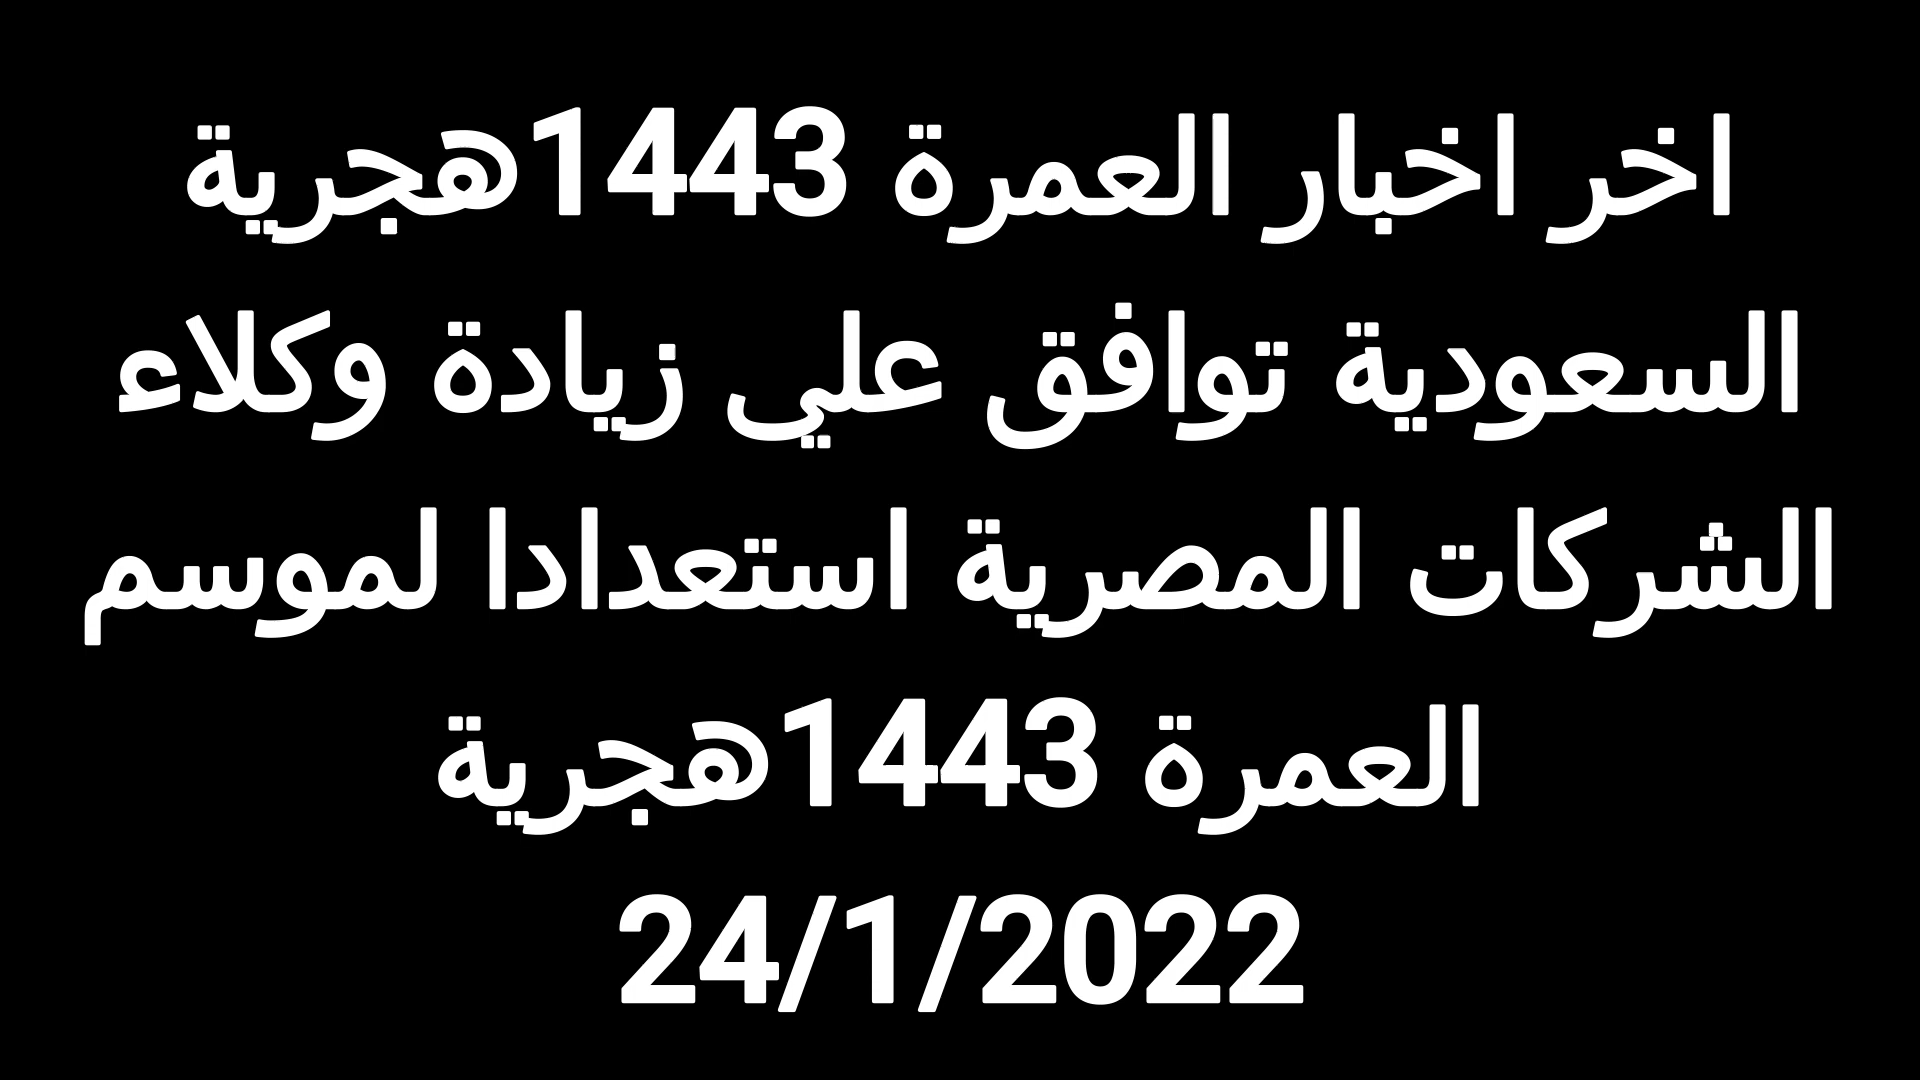 اخر اخبار العمرة 1443هجرية
السعودية توافق علي زيادة وكلاء
الشركات المصرية استعدادا لموسم
العمرة 1443هجرية
24/1/2022